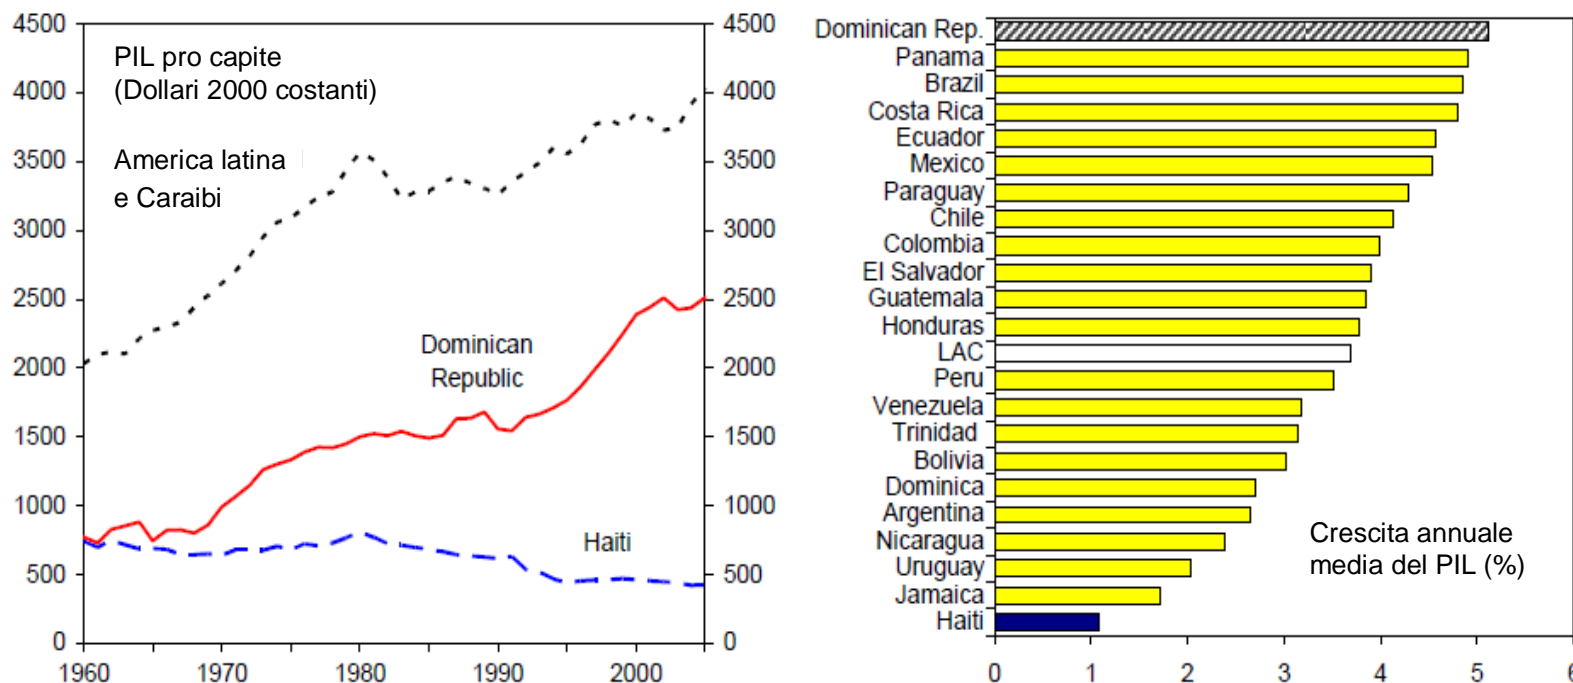 4500
4000
3500
3000
2500
2000
1500
1000
500
0
PIL pro capite
(Dollari 2000 costanti)
America latina
e Caraibi
Dominican
Republic
Haiti
4500
4000
3500
3000
2500
2000
1500
1000
500
0
1960 1970 1980 1990 2000
Dominican Rep.
Panama
Brazil
Costa Rica
Ecuador
Mexico
Paraguay
Chile
Colombia
El Salvador
Guatemala
Honduras
LAC
Peru
Venezuela
Trinidad
Bolivia
Dominica
Argentina
Nicaragua
Uruguay
Jamaica
Haiti
Crescita annuale
media del PIL (%)
0 1 2 3 4 5 6